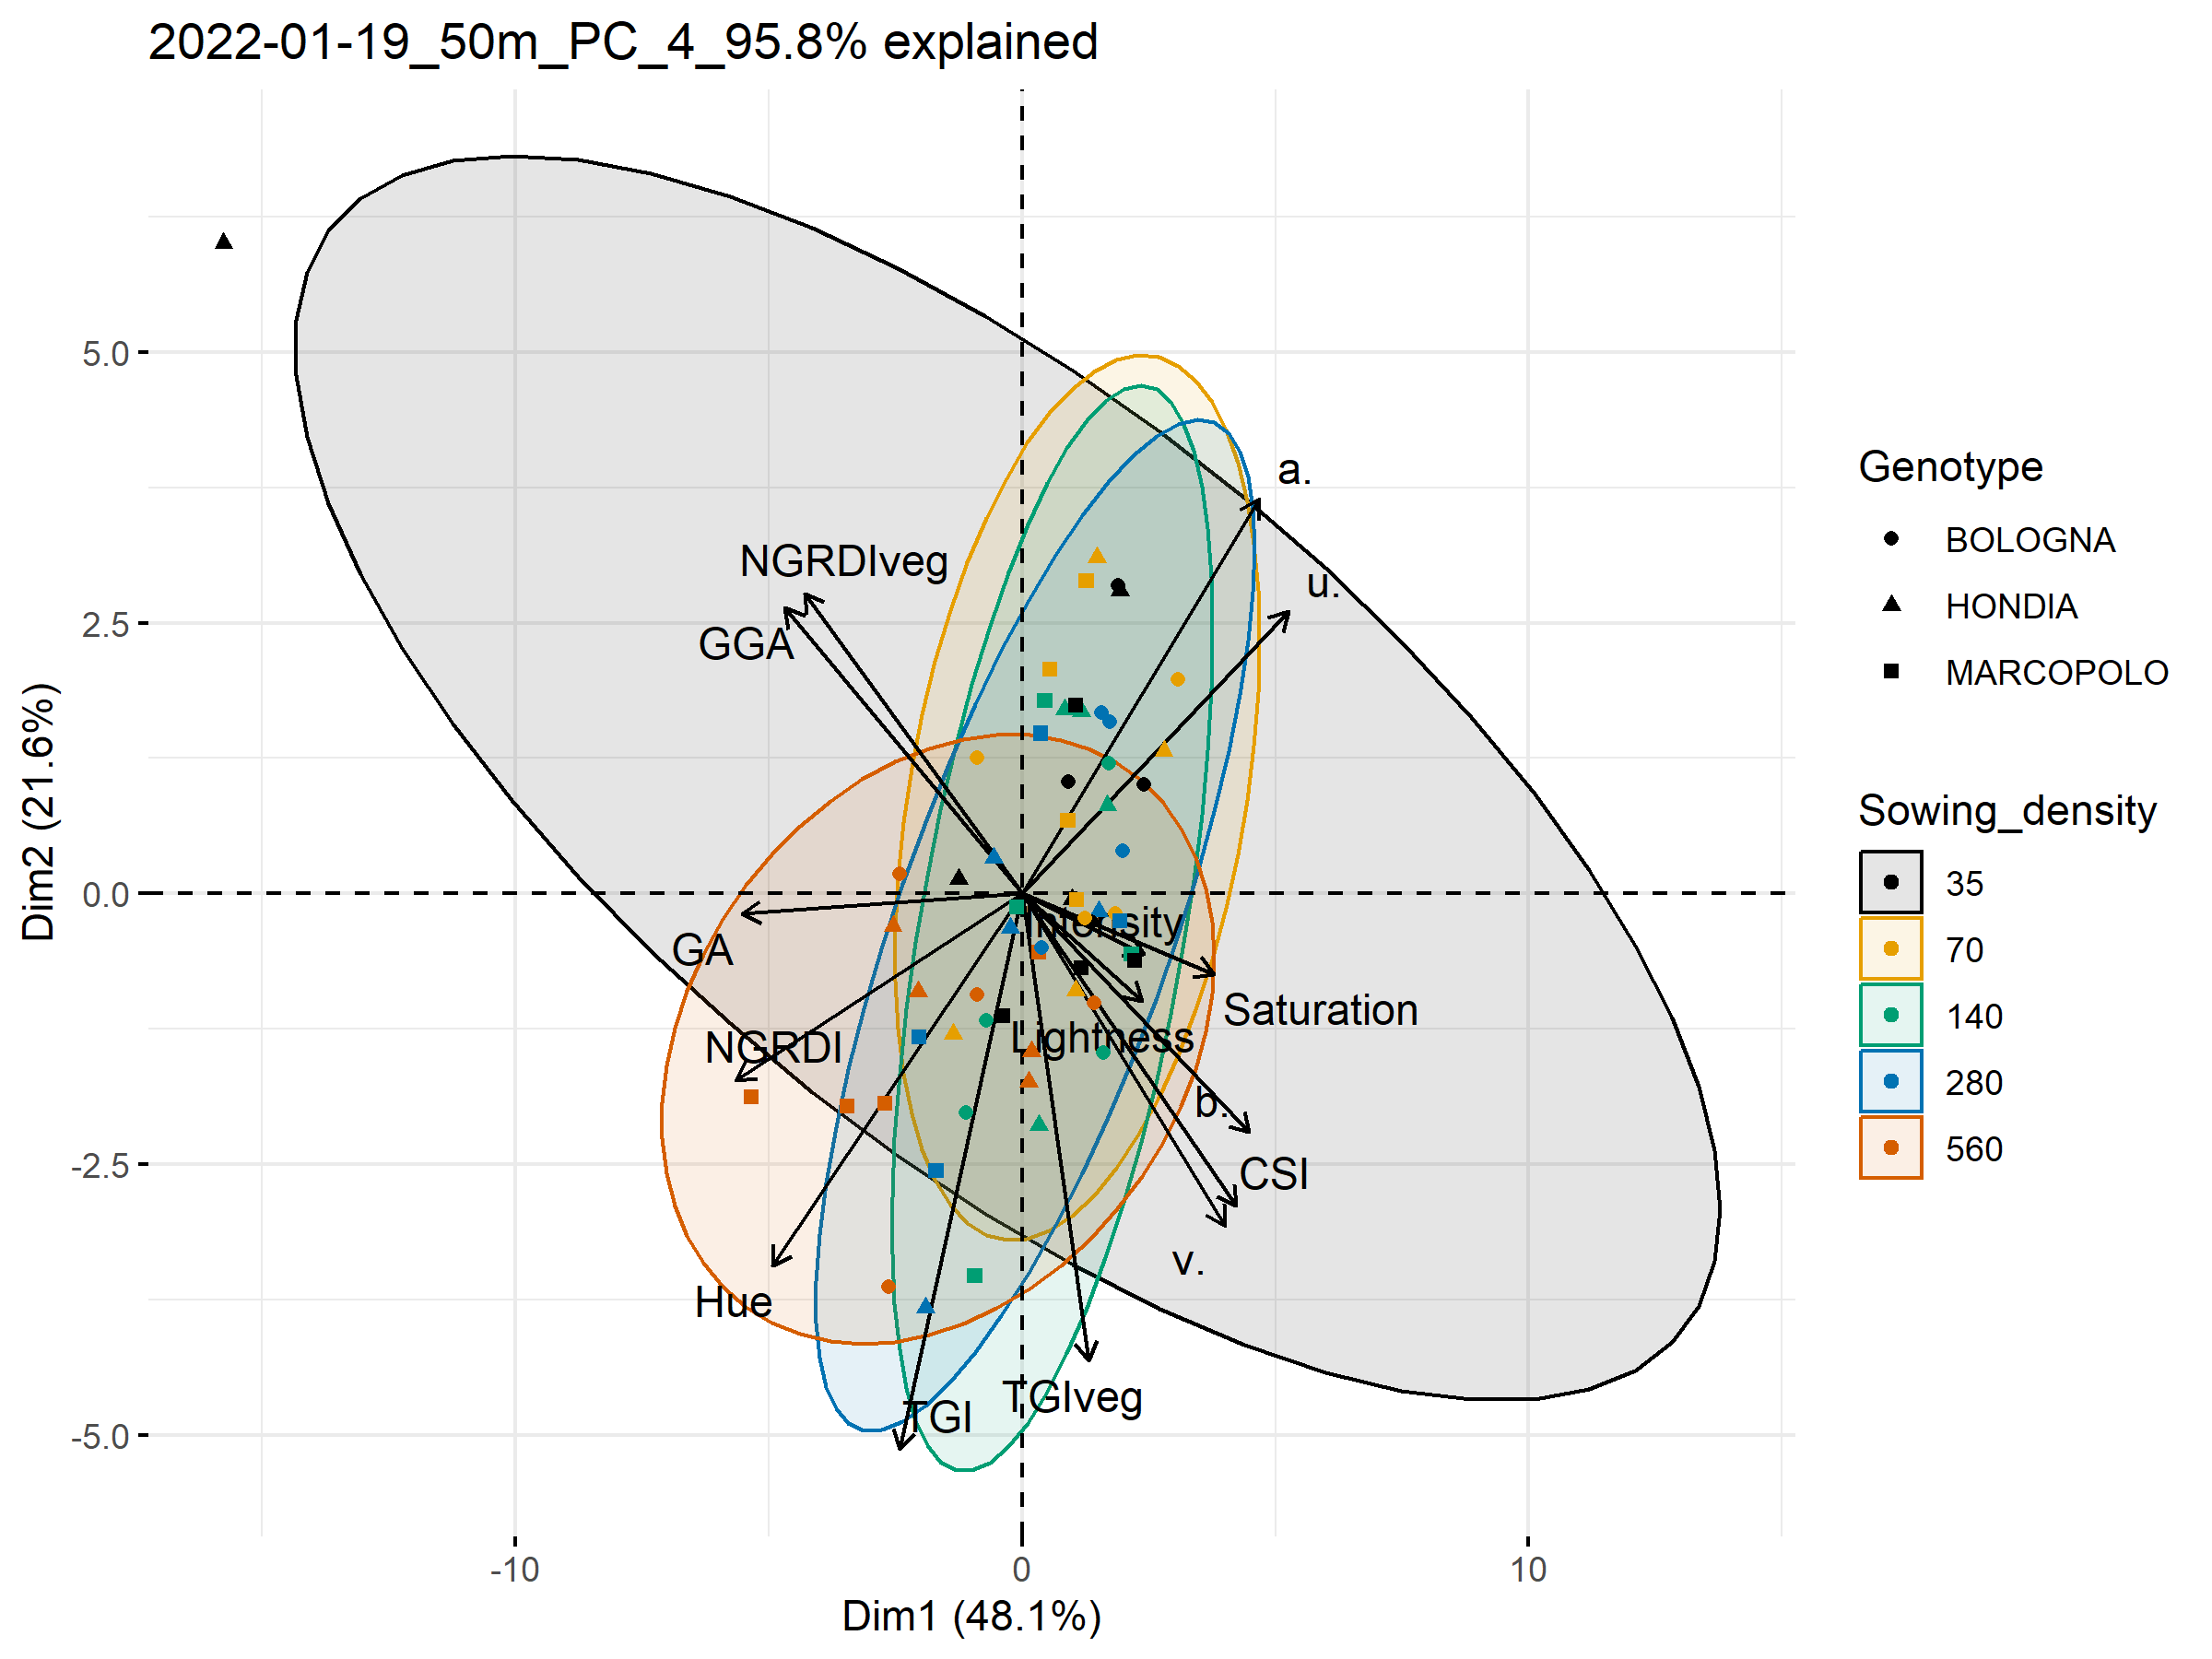 2022-01-19_50m_PC_4_95.8% explained
Dim2 (21.6%)
5.0
2.5
0.0
-2.5
-5.0
a.
NGRDIveg
u.
GGA
Intensity
GA
Saturation
Lightness
NGRDI
b.
CSI
v.
Hue
TGIveg
TGI
-10
0
10
Dim1 (48.1%)
Genotype
BOLOGNA
HONDIA
MARCOPOLO
Sowing_density
35
70
140
280
560